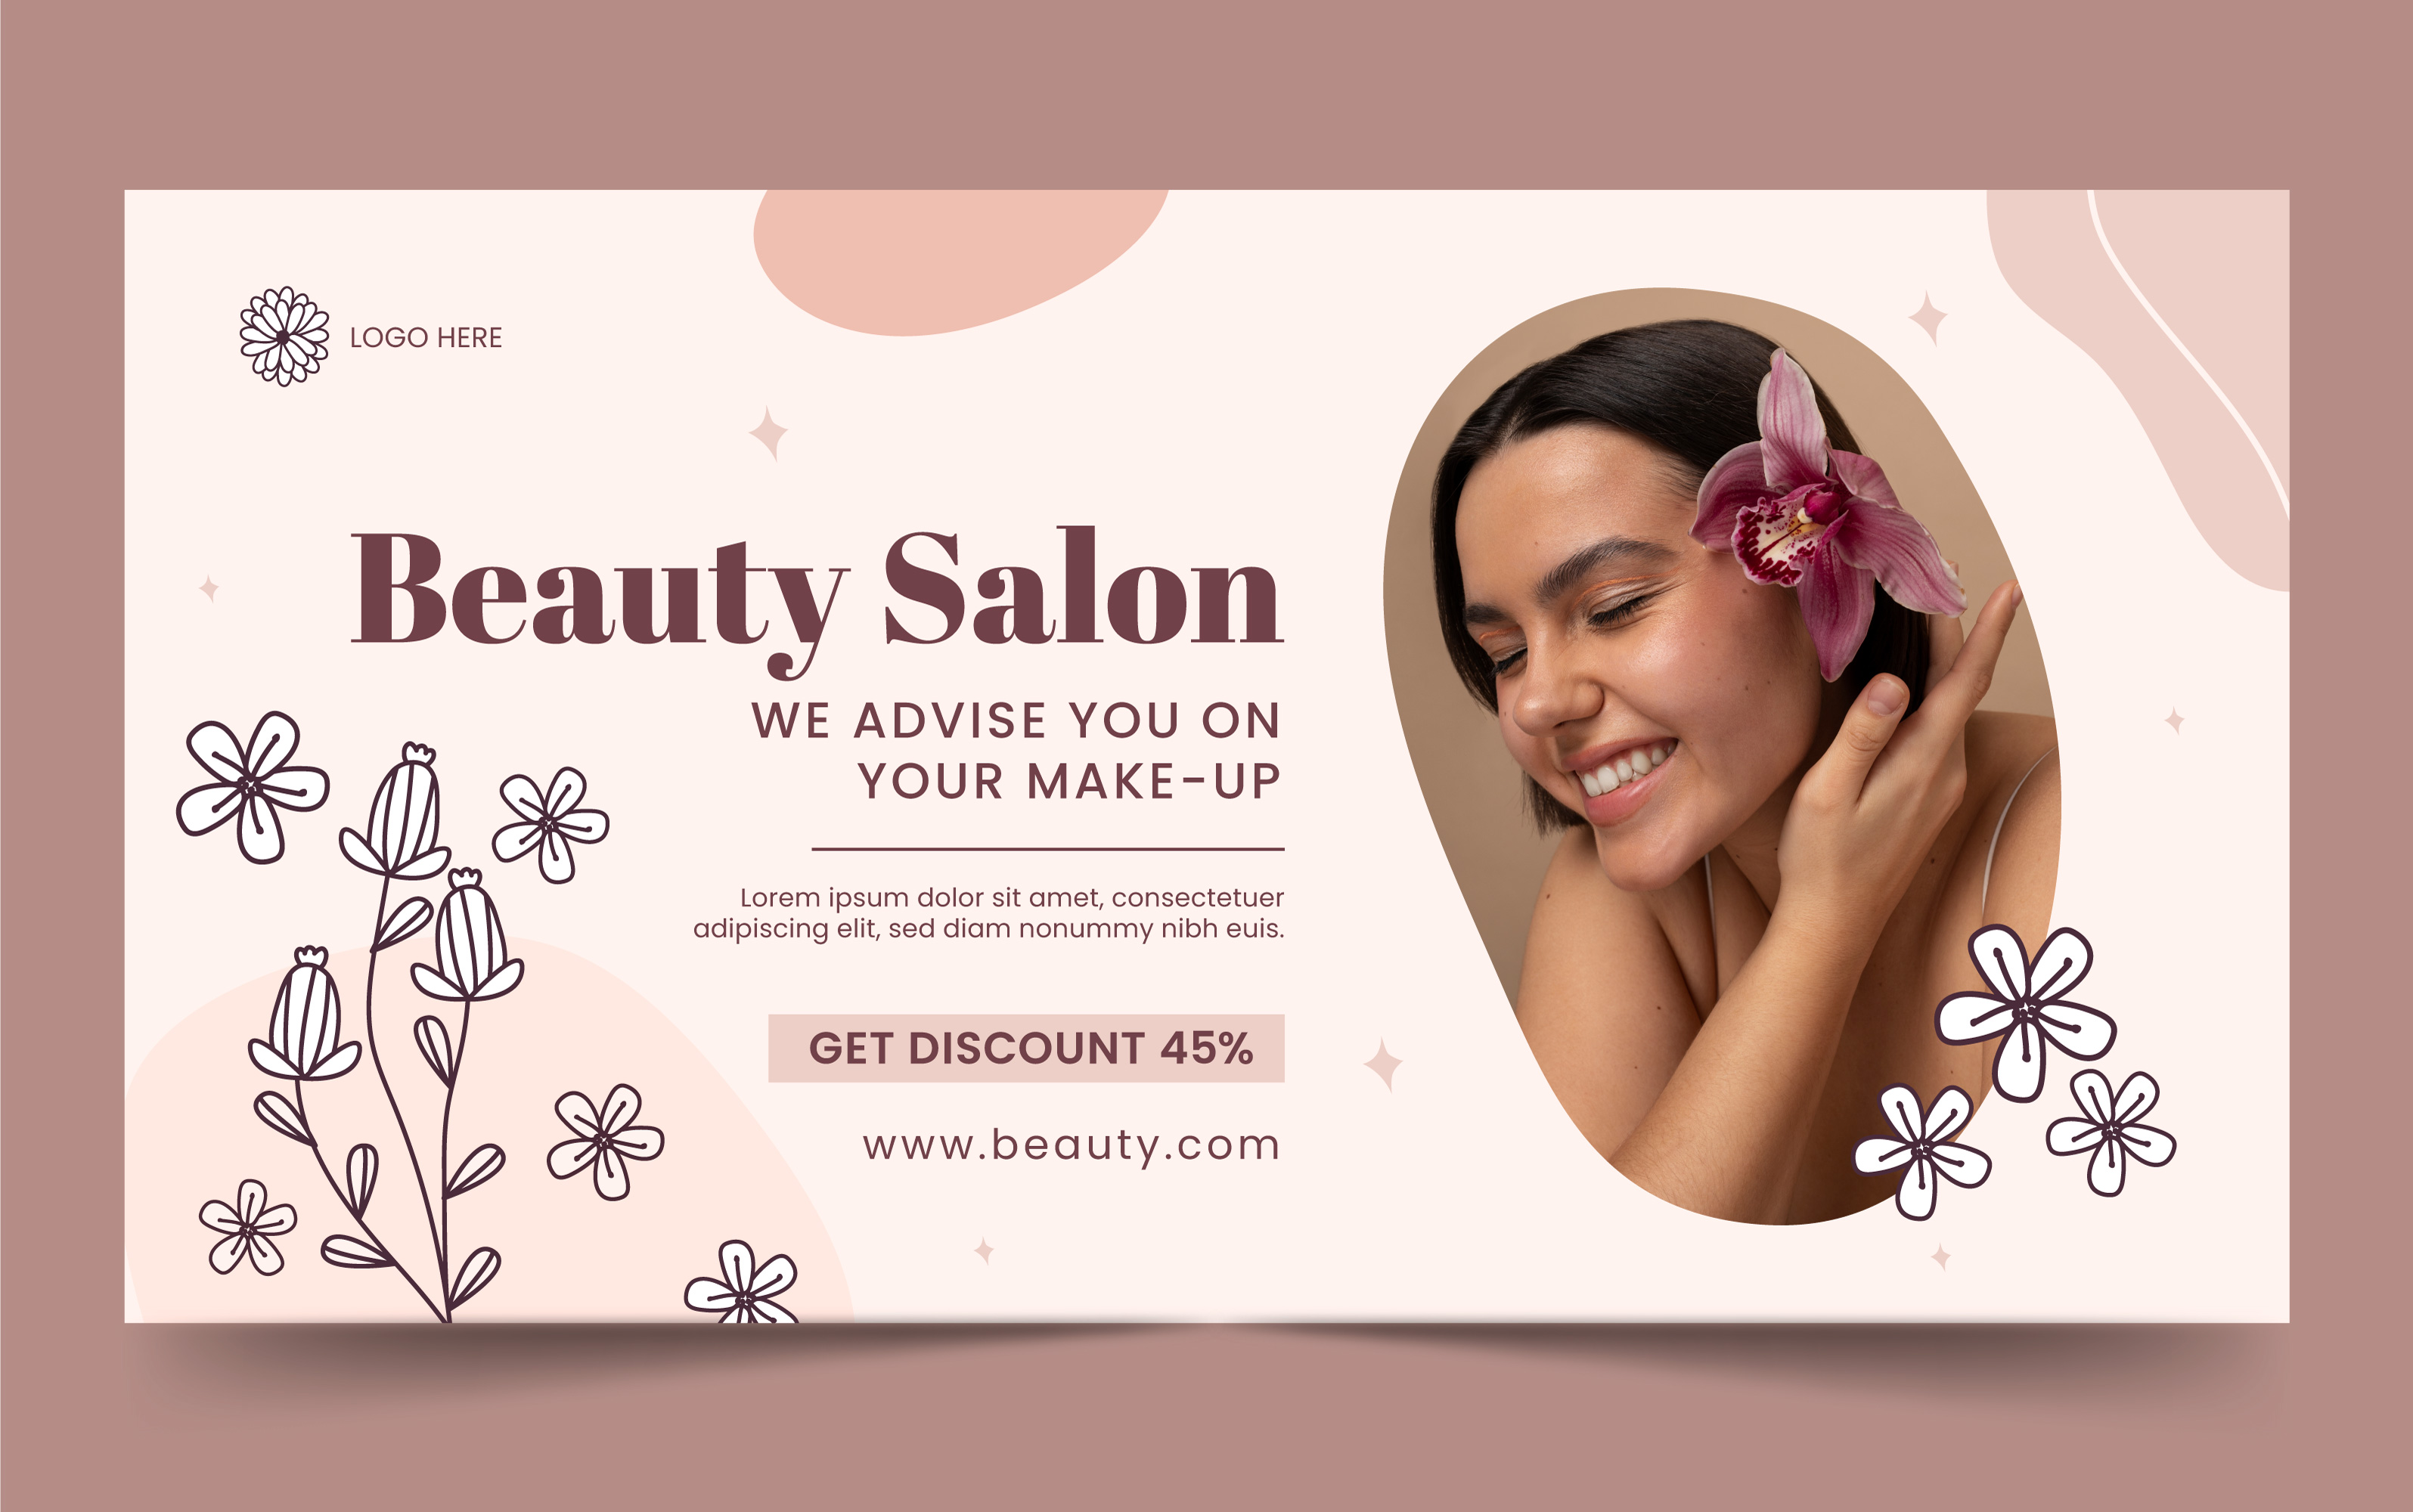 LOGO HERE
Beauty Salon
WE ADVISE YOU ON
YOUR MAKE-UP
Lorem ipsum dolor sit amet, consectetuer
adipiscing elit, sed diam nonummy nibh euis.
GET DISCOUNT 45%
www.beauty.com